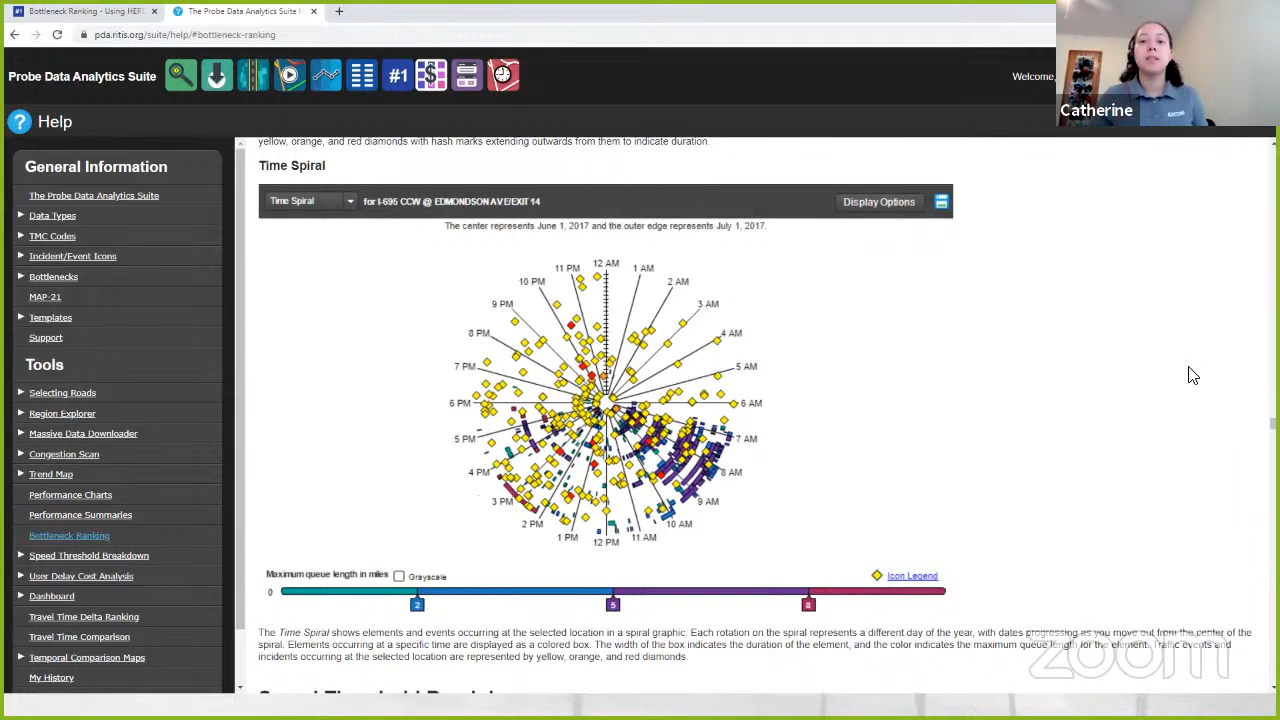 Bottleneck Ranking - Using HERE
The Probe Data Analytics Suite H
pda.ritis.org/suite/help/#bottleneck-ranking
Probe Data Analytics Suite
#1
Welcome,
Catherine
Help
General Information
The Probe Data Analytics Suite
Data Types
TMC Codes
Incident/Event Icons
Bottlenecks
MAP-21
Templates
Support
Tools
Selecting Roads
Region Explorer
Massive Data Downloader
Congestion Scan
Trend Map
Performance Charts
Performance Summaries
Bottleneck Ranking
Speed Threshold Breakdown
User Delay Cost Analysis
Dashboard
Travel Time Delta Ranking
Travel Time Comparison
Temporal Comparison Maps
My History
yellow, orange, and red diamonds with hash marks extending outwards from them to indicate duration.
Time Spiral
Time Spiral for I-695 CCW @ EDMONDSON AVE/EXIT 14 Display Options
The center represents June 1, 2017 and the outer edge represents July 1, 2017.
12 AM
1 AM
2 AM
3 AM
4 AM
5 AM
6 AM
7 AM
8 AM
9 AM
10 AM
11 AM
12 PM
1 PM
2 PM
3 PM
4 PM
5 PM
6 PM
7 PM
8 PM
9 PM
10 PM
11 PM
Maximum queue length in miles Grayscale
Icon Legend
0
2 5 8
The Time Spiral shows elements and events occurring at the selected location in a spiral graphic. Each rotation on the spiral represents a different day of the year, with dates progressing as you move out from the center of the
spiral. Elements occurring at a specific time are displayed as a colored box. The width of the box indicates the duration of the element, and the color indicates the maximum queue length for the element. Traffic events and
incidents occurring at the selected location are represented by yellow, orange, and red diamonds.
zoom